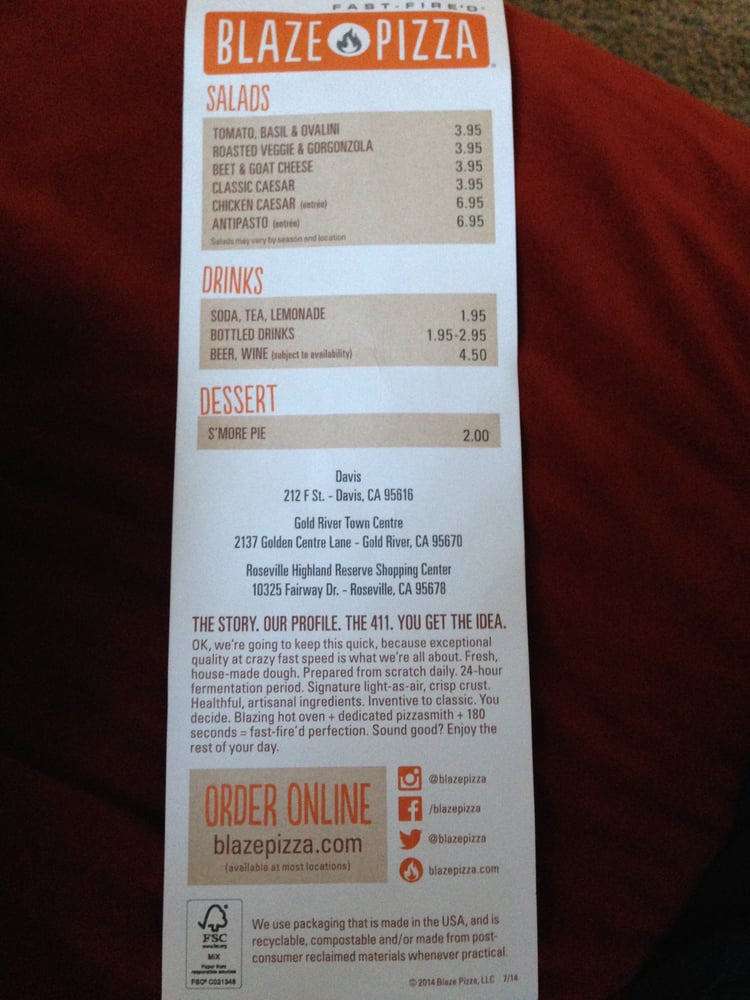 FAST-FIRE'D
BLAZE PIZZA
SALADS
TOMATO, BASIL & OVALINI 3.95
ROASTED VEGGIE & GORGONZOLA 3.95
BEET & GOAT CHEESE 3.95
CLASSIC CAESAR 3.95
CHICKEN CAESAR (entrée) 6.95
ANTIPASTO (entrée) 6.95
Salads may vary by season and location
DRINKS
SODA, TEA, LEMONADE 1.95
BOTTLED DRINKS 1.95-2.95
BEER, WINE (subject to availability) 4.50
DESSERT
S'MORE PIE 2.00
Davis
212 F St. - Davis, CA 95616
Gold River Town Centre
2137 Golden Centre Lane - Gold River, CA 95670
Roseville Highland Reserve Shopping Center
10325 Fairway Dr. - Roseville, CA 95678
THE STORY. OUR PROFILE. THE 411. YOU GET THE IDEA.
OK, we're going to keep this quick, because exceptional
quality at crazy fast speed is what we're all about. Fresh,
house-made dough. Prepared from scratch daily. 24-hour
fermentation period. Signature light-as-air, crisp crust.
Healthful, artisanal ingredients. Inventive to classic. You
decide. Blazing hot oven + dedicated pizzasmith + 180
seconds = fast-fire'd perfection. Sound good? Enjoy the
rest of your day.
ORDER ONLINE
blazepizza.com
(available at most locations)
@blazepizza
/blazepizza
@blazepizza
blazepizza.com
FSC
www.fsc.org
MIX
Paper from
responsible sources
FSC® C021348
We use packaging that is made in the USA, and is
recyclable, compostable and/or made from post-
consumer reclaimed materials whenever practical.
© 2014 Blaze Pizza, LLC 7/14